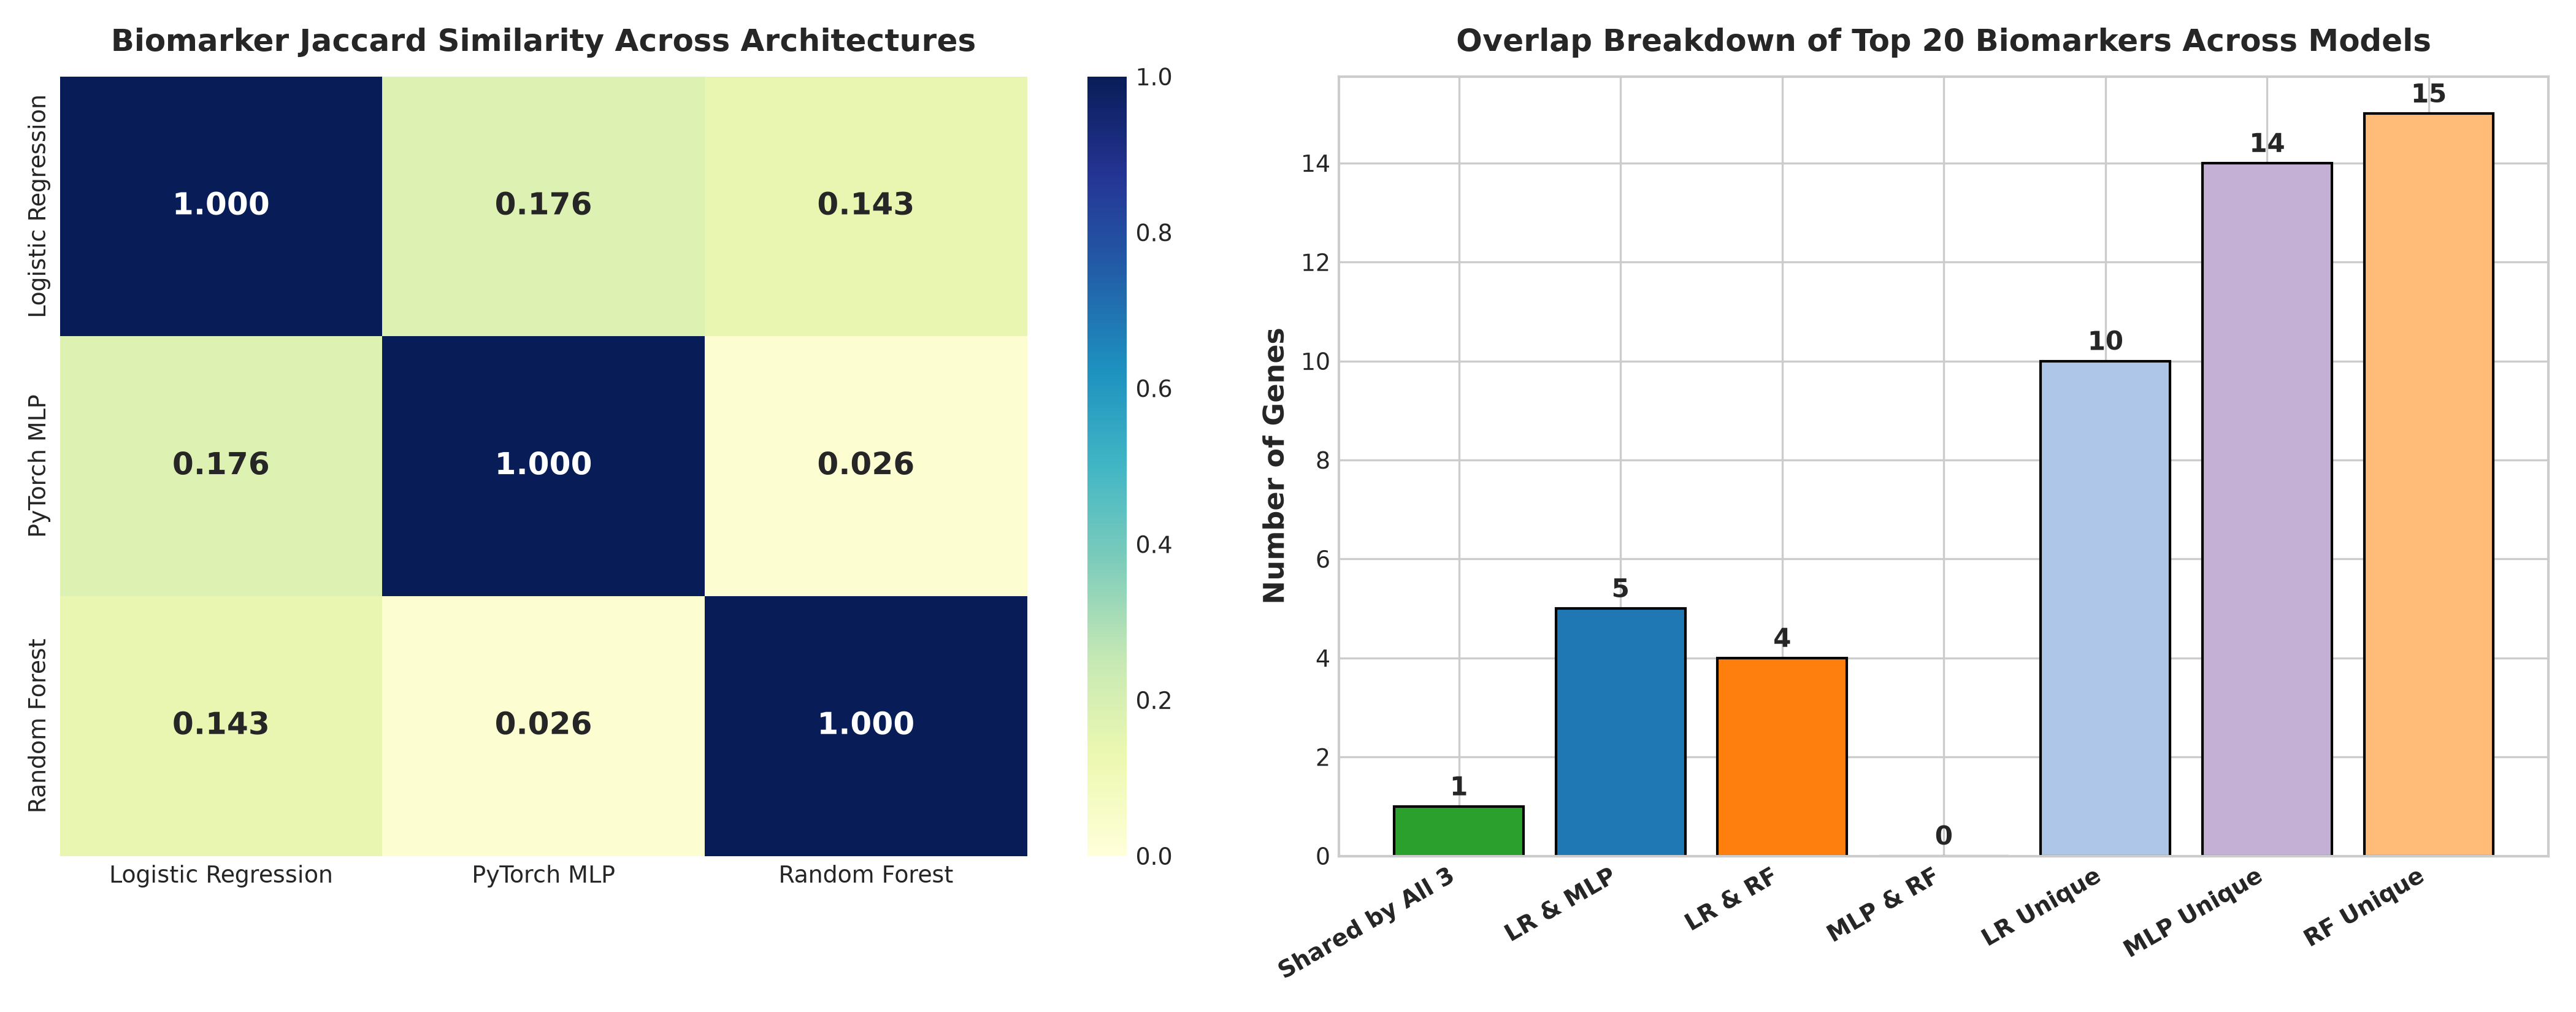 Biomarker Jaccard Similarity Across Architectures
Logistic Regression
PyTorch MLP
Random Forest
1.000 0.176 0.143
0.176 1.000 0.026
0.143 0.026 1.000
Logistic Regression PyTorch MLP Random Forest
1.0
0.8
0.6
0.4
0.2
0.0
Overlap Breakdown of Top 20 Biomarkers Across Models
Number of Genes
14
12
10
8
6
4
2
0
1
5
4
0
10
14
15
Shared by All 3
LR & MLP
LR & RF
MLP & RF
LR Unique
MLP Unique
RF Unique